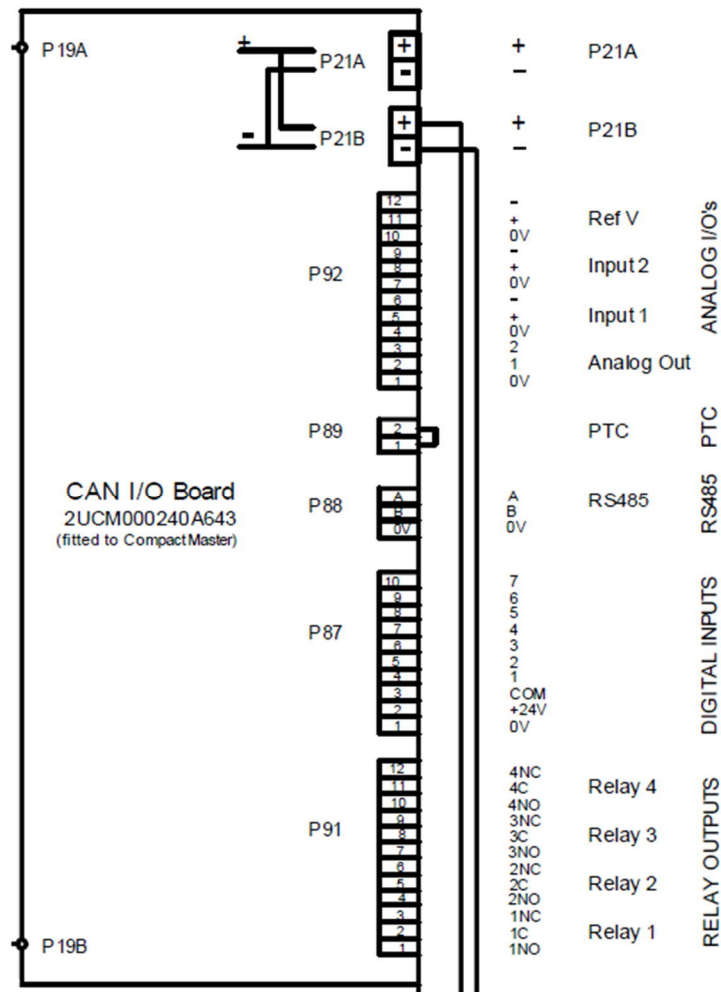 P19A
+
P21A
+
-
+
-
P21A
-
P21B
+
-
+
-
P21B
P92
12
11
10
9
8
7
6
5
4
3
2
1
-
+ Ref V
0V
-
+ Input 2
0V
-
+ Input 1
0V
2
1 Analog Out
0V
ANALOG I/O's
P89
2
1
PTC
PTC
CAN I/O Board
2UCM000240A643
(fitted to CompactMaster)
P88
A
B
0V
A
B
0V
RS485
RS485
P87
10
9
8
7
6
5
4
3
2
1
7
6
5
4
3
2
1
COM
+24V
0V
DIGITAL INPUTS
P91
12
11
10
9
8
7
6
5
4
3
2
1
4NC
4C Relay 4
4NO
3NC
3C Relay 3
3NO
2NC
2C Relay 2
2NO
1NC
1C Relay 1
1NO
RELAY OUTPUTS
P19B